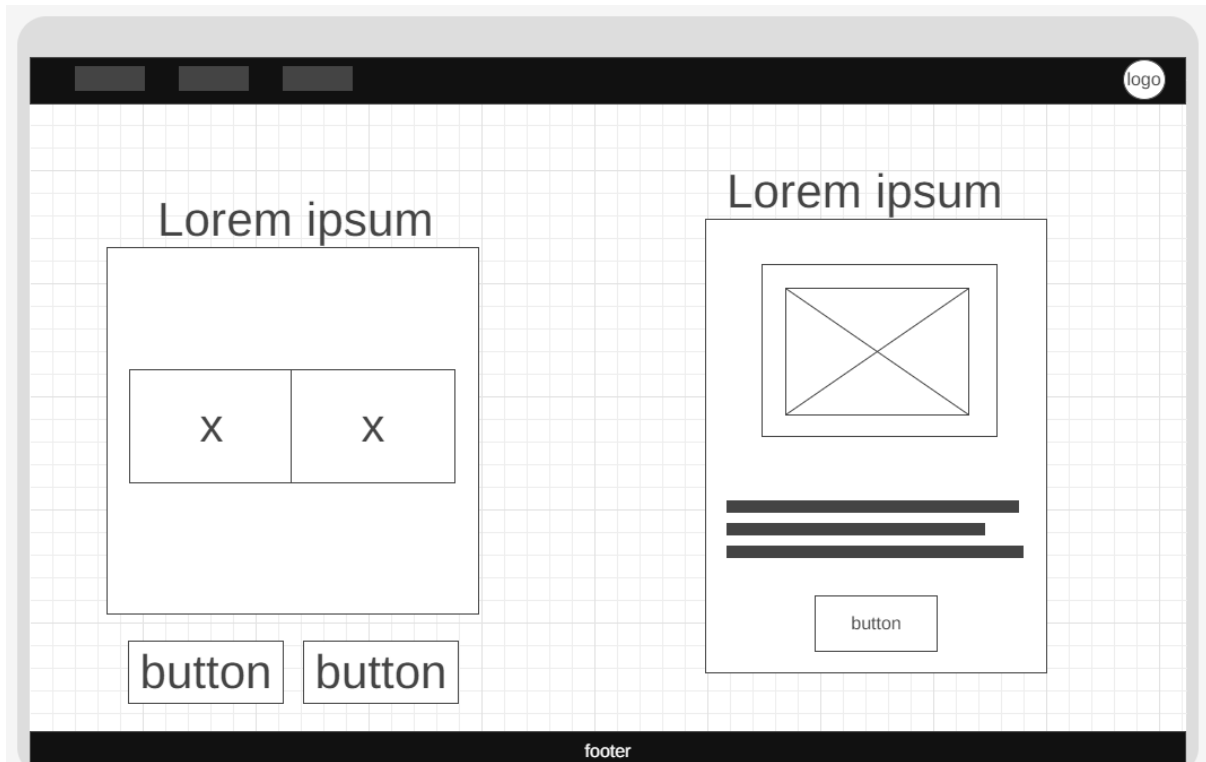 logo
Lorem ipsum
x x
button button
Lorem ipsum
button
footer